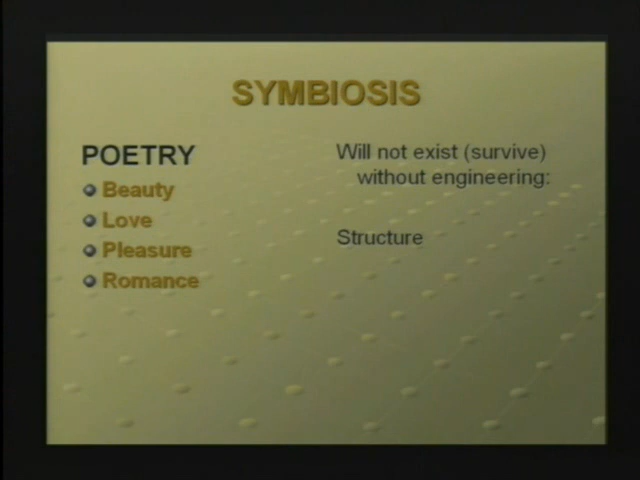 SYMBIOSIS
POETRY
Beauty
Love
Pleasure
Romance
Will not exist (survive)
without engineering:
Structure